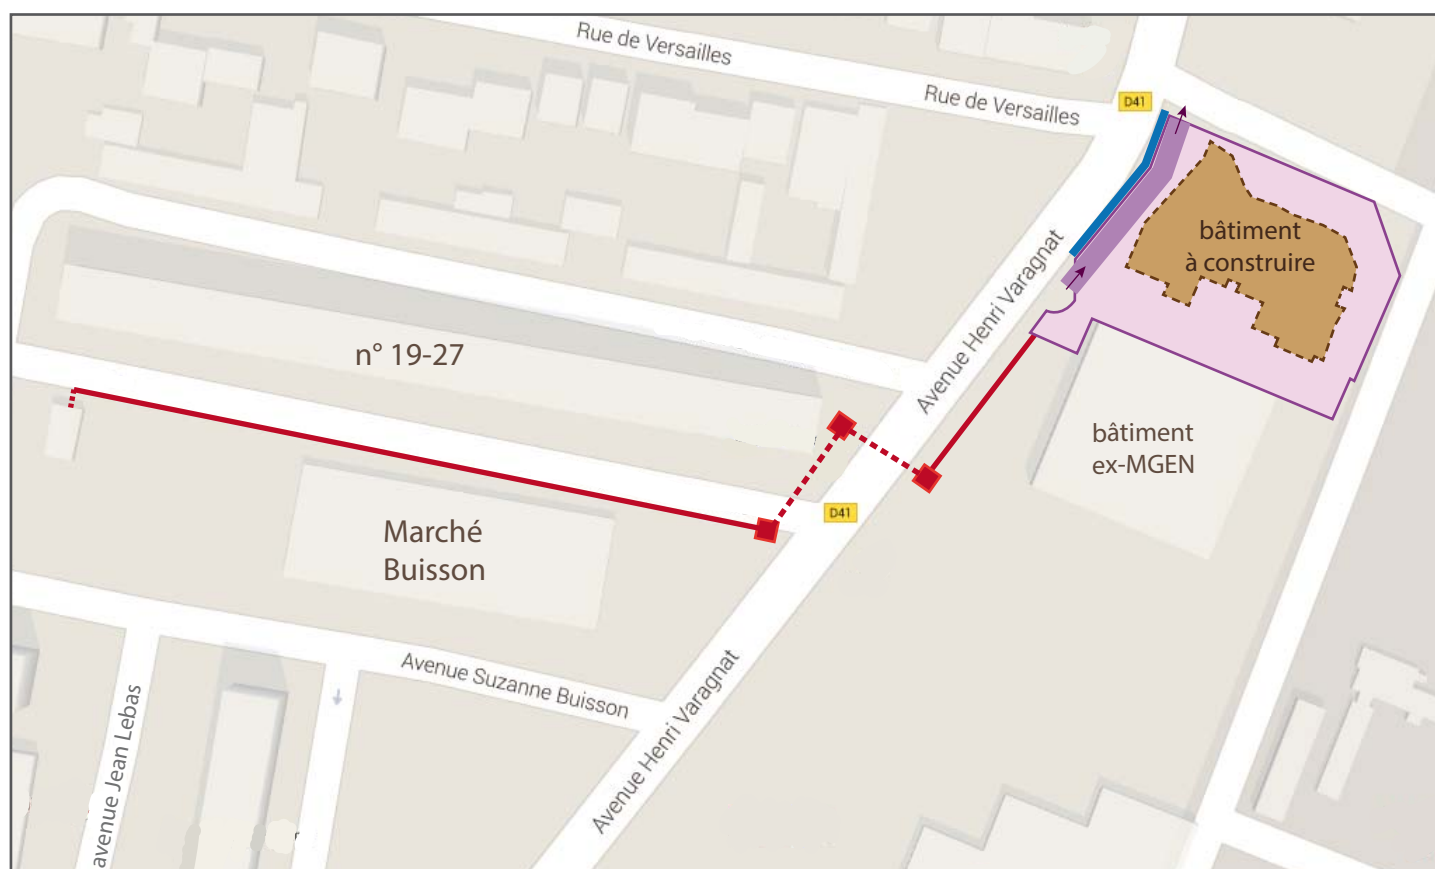 Rue de Versailles
Rue de Versailles
D41
bâtiment
à construire
Avenue Henri Varagnat
n° 19-27
bâtiment
ex-MGEN
D41
Marché
Buisson
Avenue Suzanne Buisson
Avenue Henri Varagnat
avenue Jean Lebas